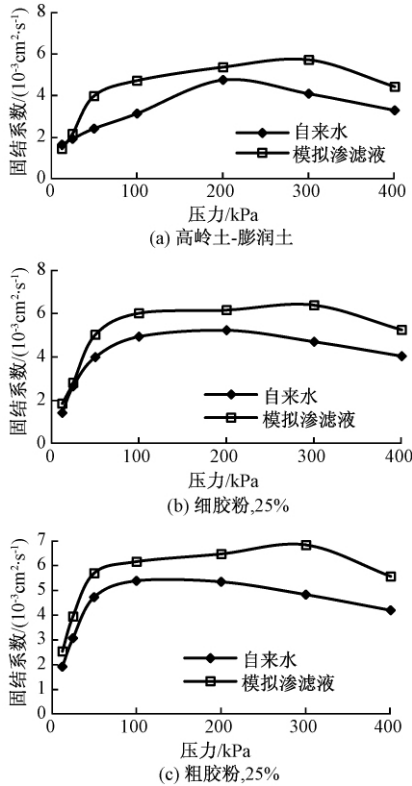 固结系数/(10⁻³cm²·s⁻¹)
8
6
4
2
0
自来水
模拟渗滤液
0 100 200 300 400
压力/kPa
(a) 高岭土-膨润土
固结系数/(10⁻³cm²·s⁻¹)
8
6
4
2
0
自来水
模拟渗滤液
0 100 200 300 400
压力/kPa
(b) 细胶粉,25%
固结系数/(10⁻³cm²·s⁻¹)
7
6
5
4
3
2
1
0
自来水
模拟渗滤液
0 100 200 300 400
压力/kPa
(c) 粗胶粉,25%